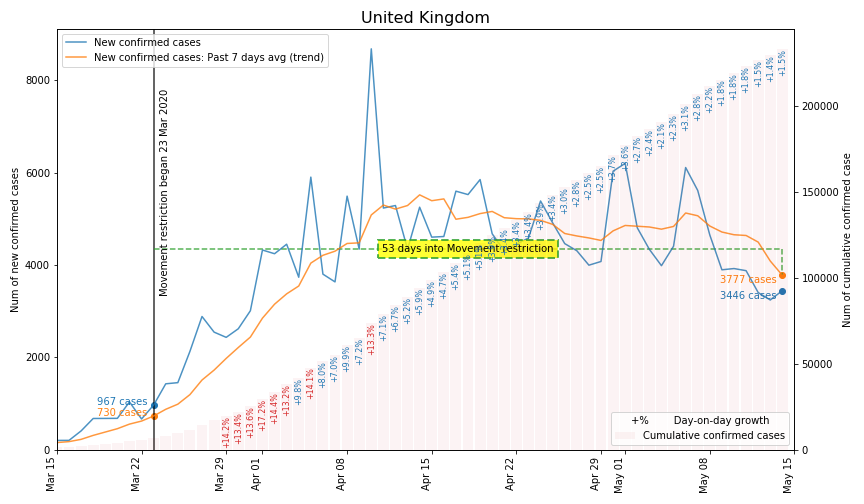 United Kingdom
New confirmed cases
New confirmed cases: Past 7 days avg (trend)
Num of new confirmed cases
Num of cumulative confirmed case
8000
6000
4000
2000
0
200000
150000
100000
50000
0
Movement restriction began 23 Mar 2020
53 days into Movement restriction
967 cases
730 cases
3777 cases
3446 cases
+14.2%
+13.4%
+13.6%
+17.2%
+14.4%
+13.2%
+9.8%
+14.1%
+8.0%
+7.0%
+9.9%
+7.2%
+13.3%
+7.1%
+6.7%
+5.2%
+5.9%
+4.9%
+4.7%
+5.4%
+5.1%
+3.4%
+3.9%
+3.4%
+3.0%
+2.8%
+2.5%
+2.5%
+3.7%
+3.6%
+2.7%
+2.4%
+2.1%
+2.3%
+3.1%
+2.8%
+2.2%
+1.8%
+1.8%
+1.8%
+1.5%
+1.4%
+1.5%
+% Day-on-day growth
Cumulative confirmed cases
Mar 15
Mar 22
Mar 29
Apr 01
Apr 08
Apr 15
Apr 22
Apr 29
May 01
May 08
May 15